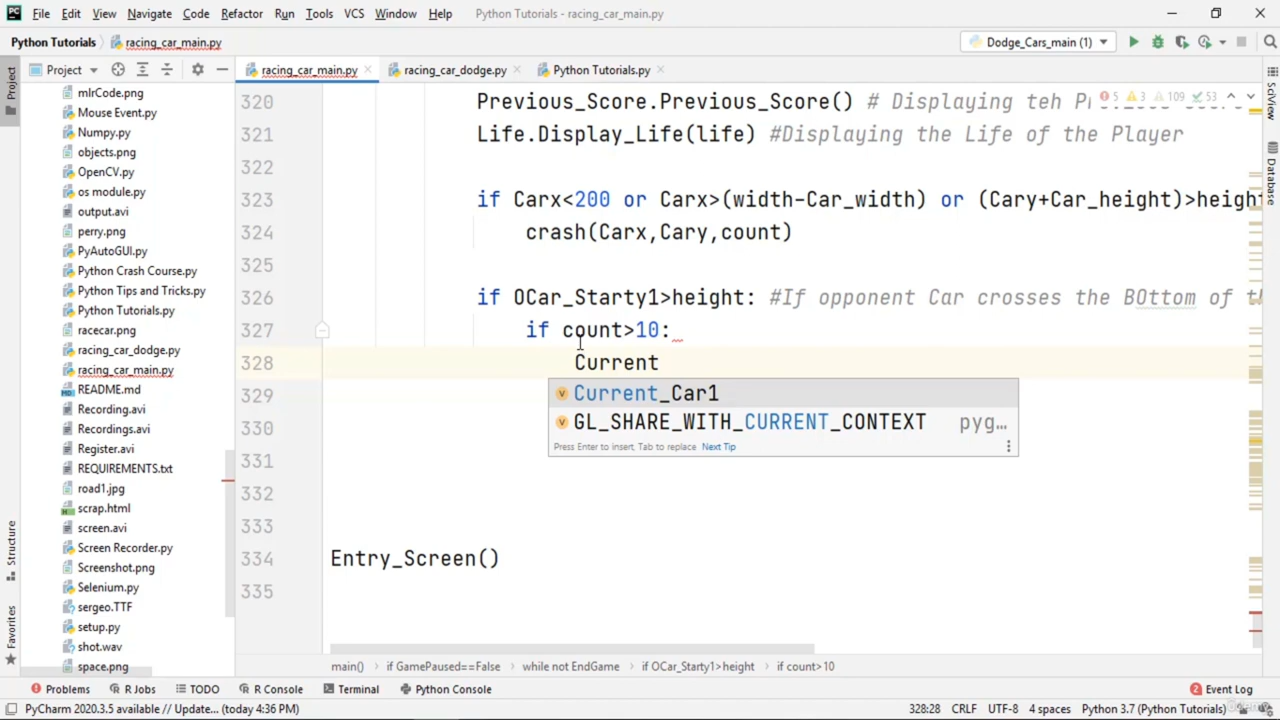 File Edit View Navigate Code Refactor Run Tools VCS Window Help Python Tutorials - racing_car_main.py
Python Tutorials racing_car_main.py Dodge_Cars_main (1)
Project racing_car_main.py racing_car_dodge.py Python Tutorials.py
Project
Structure
Favorites
SciView
Database
mlrCode.png
Mouse Event.py
Numpy.py
objects.png
OpenCV.py
os module.py
output.avi
perry.png
PyAutoGUI.py
Python Crash Course.py
Python Tips and Tricks.py
Python Tutorials.py
racecar.png
racing_car_dodge.py
racing_car_main.py
README.md
Recording.avi
Recordings.avi
Register.avi
REQUIREMENTS.txt
road1.jpg
scrap.html
screen.avi
Screen Recorder.py
Screenshot.png
Selenium.py
sergeo.TTF
setup.py
shot.wav
space.png
5 3 109 53
320 Previous_Score.Previous_Score() # Displaying teh P
321 Life.Display_Life(life) #Displaying the Life of the Player
322
323 if Carx<200 or Carx>(width-Car_width) or (Cary+Car_height)>heigh
324 crash(Carx,Cary,count)
325
326 if OCar_Starty1>height: #If opponent Car crosses the BOttom of t
327 if count>10:
328 Current
329
330
331
332
333
334 Entry_Screen()
335
Current_Car1
GL_SHARE_WITH_CURRENT_CONTEXT pyg…
Press Enter to insert, Tab to replace Next Tip
main() if GamePaused==False while not EndGame if OCar_Starty1>height if count>10
Problems R Jobs TODO R Console Terminal Python Console 2 Event Log
PyCharm 2020.3.5 available // Update... (today 4:36 PM) 328:28 CRLF UTF-8 4 spaces Python 3.7 (Python Tutorials)